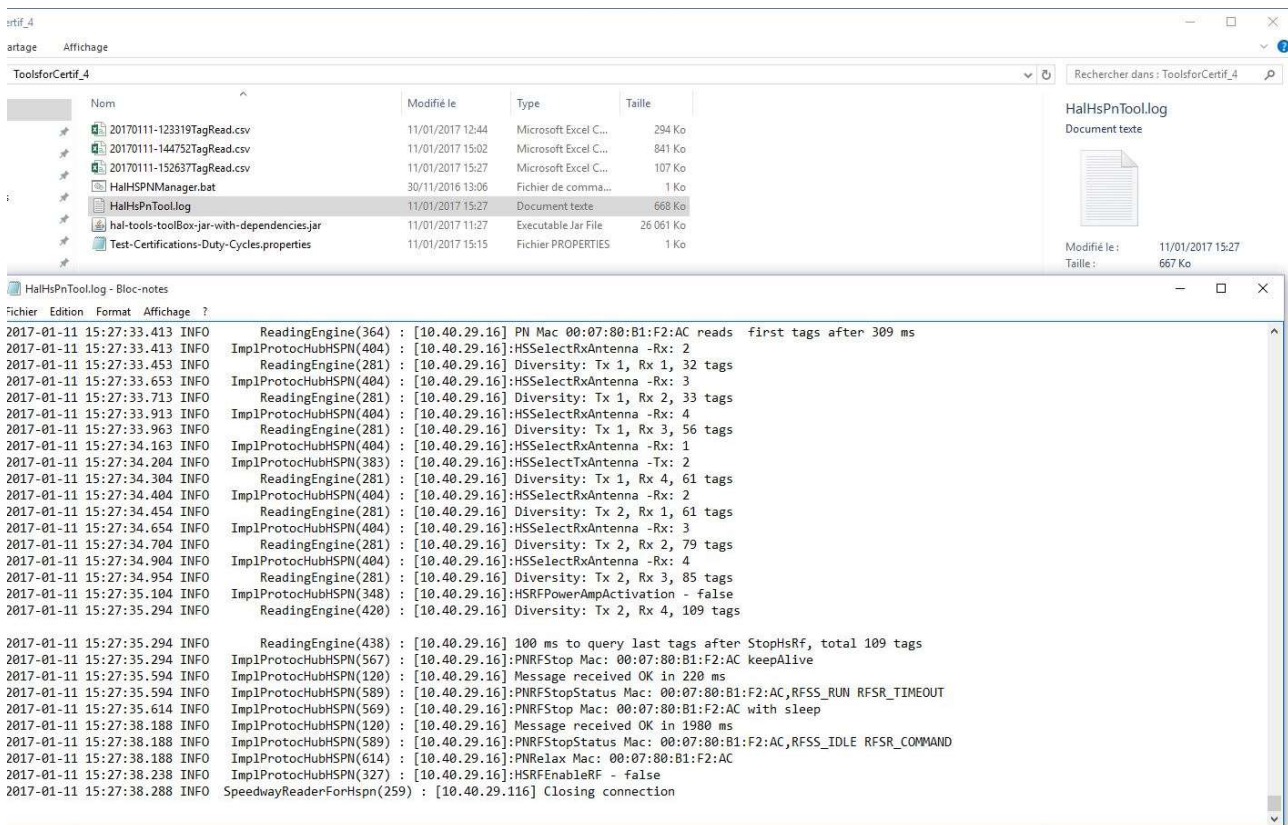 ertif_4
artage Affichage
ToolsforCertif_4 Rechercher dans : ToolsforCertif_4
Nom Modifié le Type Taille
20170111-123319TagRead.csv 11/01/2017 12:44 Microsoft Excel C... 294 Ko
20170111-144752TagRead.csv 11/01/2017 15:02 Microsoft Excel C... 841 Ko
20170111-152637TagRead.csv 11/01/2017 15:27 Microsoft Excel C... 107 Ko
HalHSPNManager.bat 30/11/2016 13:06 Fichier de comma... 1 Ko
HalHsPnTool.log 11/01/2017 15:27 Document texte 668 Ko
hal-tools-toolBox-jar-with-dependencies.jar 11/01/2017 11:27 Executable Jar File 26 061 Ko
Test-Certifications-Duty-Cycles.properties 11/01/2017 15:15 Fichier PROPERTIES 1 Ko
HalHsPnTool.log
Document texte
Modifié le : 11/01/2017 15:27
Taille : 667 Ko
HalHsPnTool.log - Bloc-notes
Fichier Edition Format Affichage ?
2017-01-11 15:27:33.413 INFO ReadingEngine(364) : [10.40.29.16] PN Mac 00:07:80:B1:F2:AC reads first tags after 309 ms
2017-01-11 15:27:33.413 INFO ImplProtocHubHSPN(404) : [10.40.29.16]:HSSelectRxAntenna -Rx: 2
2017-01-11 15:27:33.453 INFO ReadingEngine(281) : [10.40.29.16] Diversity: Tx 1, Rx 1, 32 tags
2017-01-11 15:27:33.653 INFO ImplProtocHubHSPN(404) : [10.40.29.16]:HSSelectRxAntenna -Rx: 3
2017-01-11 15:27:33.713 INFO ReadingEngine(281) : [10.40.29.16] Diversity: Tx 1, Rx 2, 33 tags
2017-01-11 15:27:33.913 INFO ImplProtocHubHSPN(404) : [10.40.29.16]:HSSelectRxAntenna -Rx: 4
2017-01-11 15:27:33.963 INFO ReadingEngine(281) : [10.40.29.16] Diversity: Tx 1, Rx 3, 56 tags
2017-01-11 15:27:34.163 INFO ImplProtocHubHSPN(404) : [10.40.29.16]:HSSelectRxAntenna -Rx: 1
2017-01-11 15:27:34.204 INFO ImplProtocHubHSPN(383) : [10.40.29.16]:HSSelectTxAntenna -Tx: 2
2017-01-11 15:27:34.304 INFO ReadingEngine(281) : [10.40.29.16] Diversity: Tx 1, Rx 4, 61 tags
2017-01-11 15:27:34.404 INFO ImplProtocHubHSPN(404) : [10.40.29.16]:HSSelectRxAntenna -Rx: 2
2017-01-11 15:27:34.454 INFO ReadingEngine(281) : [10.40.29.16] Diversity: Tx 2, Rx 1, 61 tags
2017-01-11 15:27:34.654 INFO ImplProtocHubHSPN(404) : [10.40.29.16]:HSSelectRxAntenna -Rx: 3
2017-01-11 15:27:34.704 INFO ReadingEngine(281) : [10.40.29.16] Diversity: Tx 2, Rx 2, 79 tags
2017-01-11 15:27:34.904 INFO ImplProtocHubHSPN(404) : [10.40.29.16]:HSSelectRxAntenna -Rx: 4
2017-01-11 15:27:34.954 INFO ReadingEngine(281) : [10.40.29.16] Diversity: Tx 2, Rx 3, 85 tags
2017-01-11 15:27:35.104 INFO ImplProtocHubHSPN(348) : [10.40.29.16]:HSRFPowerAmpActivation - false
2017-01-11 15:27:35.294 INFO ReadingEngine(420) : [10.40.29.16] Diversity: Tx 2, Rx 4, 109 tags
2017-01-11 15:27:35.294 INFO ReadingEngine(438) : [10.40.29.16] 100 ms to query last tags after StopHsRf, total 109 tags
2017-01-11 15:27:35.294 INFO ImplProtocHubHSPN(567) : [10.40.29.16]:PNRFStop Mac: 00:07:80:B1:F2:AC keepAlive
2017-01-11 15:27:35.594 INFO ImplProtocHubHSPN(120) : [10.40.29.16] Message received OK in 220 ms
2017-01-11 15:27:35.594 INFO ImplProtocHubHSPN(589) : [10.40.29.16]:PNRFStopStatus Mac: 00:07:80:B1:F2:AC,RFSS_RUN RFSR_TIMEOUT
2017-01-11 15:27:35.614 INFO ImplProtocHubHSPN(569) : [10.40.29.16]:PNRFStop Mac: 00:07:80:B1:F2:AC with sleep
2017-01-11 15:27:38.188 INFO ImplProtocHubHSPN(120) : [10.40.29.16] Message received OK in 1980 ms
2017-01-11 15:27:38.188 INFO ImplProtocHubHSPN(589) : [10.40.29.16]:PNRFStopStatus Mac: 00:07:80:B1:F2:AC,RFSS_IDLE RFSR_COMMAND
2017-01-11 15:27:38.188 INFO ImplProtocHubHSPN(614) : [10.40.29.16]:PNRelax Mac: 00:07:80:B1:F2:AC
2017-01-11 15:27:38.238 INFO ImplProtocHubHSPN(327) : [10.40.29.16]:HSRFEnableRF - false
2017-01-11 15:27:38.288 INFO SpeedwayReaderForHspn(259) : [10.40.29.116] Closing connection